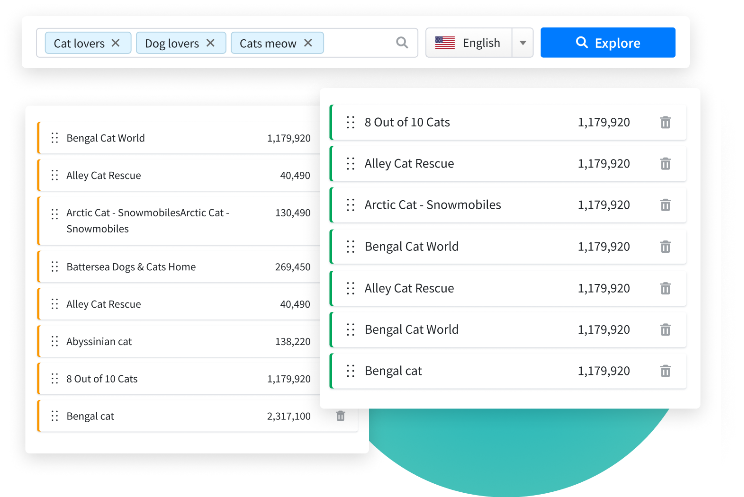 Cat lovers
Dog lovers
Cats meow
English
Explore
Bengal Cat World 1,179,920
Alley Cat Rescue 40,490
Arctic Cat - SnowmobilesArctic Cat - 130,490
Snowmobiles
Battersea Dogs & Cats Home 269,450
Alley Cat Rescue 40,490
Abyssinian cat 138,220
8 Out of 10 Cats 1,179,920
Bengal cat 2,317,100
8 Out of 10 Cats 1,179,920
Alley Cat Rescue 1,179,920
Arctic Cat - Snowmobiles 1,179,920
Bengal Cat World 1,179,920
Alley Cat Rescue 1,179,920
Bengal Cat World 1,179,920
Bengal cat 1,179,920